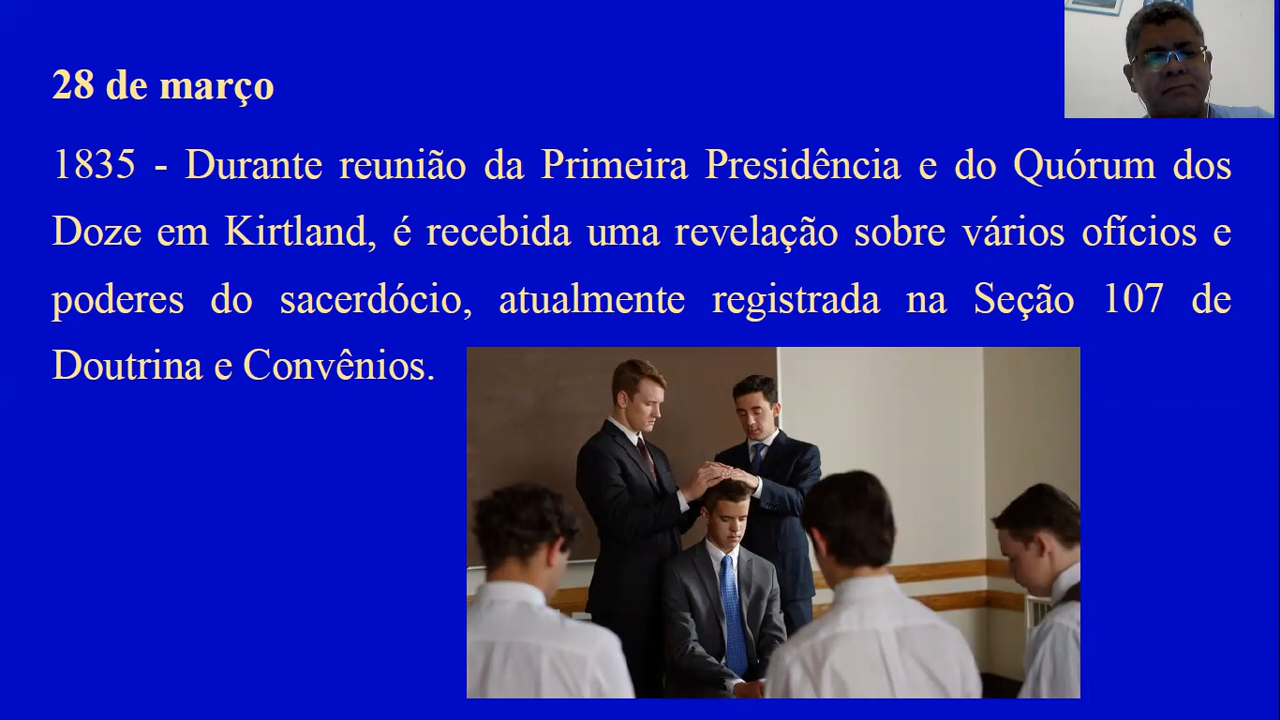 28 de março
1835 - Durante reunião da Primeira Presidência e do Quórum dos
Doze em Kirtland, é recebida uma revelação sobre vários ofícios e
poderes do sacerdócio, atualmente registrada na Seção 107 de
Doutrina e Convênios.